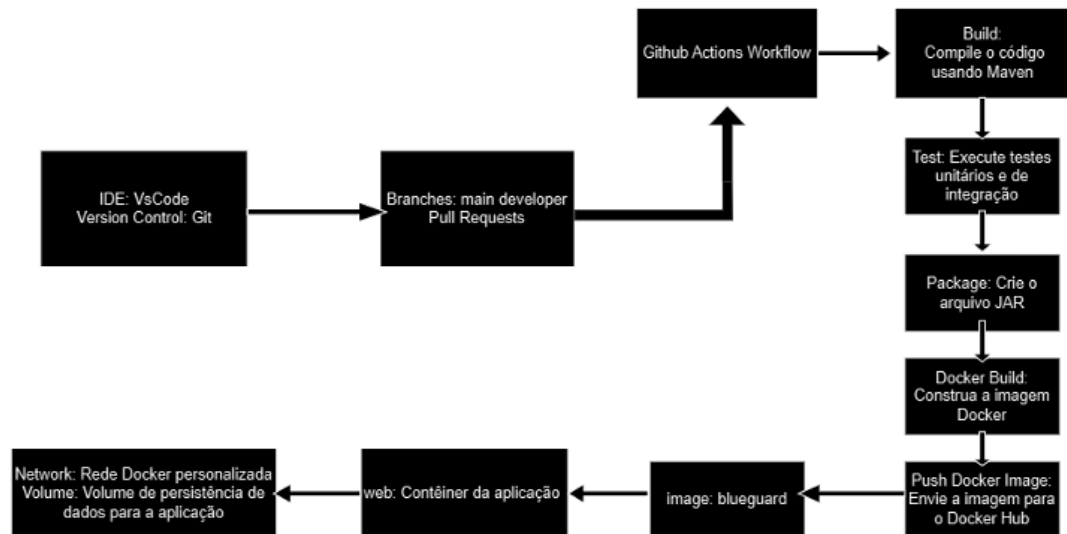 IDE: VsCode
Version Control: Git
Branches: main developer
Pull Requests
Github Actions Workflow
Build:
Compile o código
usando Maven
Test: Execute testes
unitários e de
integração
Package: Crie o
arquivo JAR
Docker Build:
Construa a imagem
Docker
Push Docker Image:
Envie a imagem para
o Docker Hub
image: blueguard
web: Contêiner da aplicação
Network: Rede Docker personalizada
Volume: Volume de persistência de
dados para a aplicação